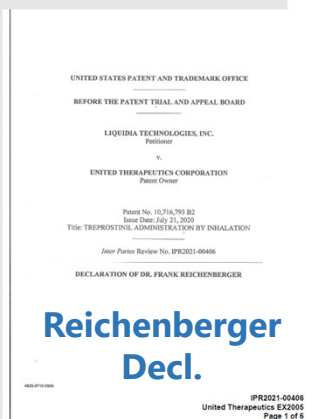 UNITED STATES PATENT AND TRADEMARK OFFICE
BEFORE THE PATENT TRIAL AND APPEAL BOARD
LIQUIDIA TECHNOLOGIES, INC.
Petitioner
v.
UNITED THERAPEUTICS CORPORATION
Patent Owner
Patent No. 10,716,793 B2
Issue Date: July 21, 2020
Title: TREPROSTINIL ADMINISTRATION BY INHALATION
Inter Partes Review No. IPR2021-00406
DECLARATION OF DR. FRANK REICHENBERGER
Reichenberger
Decl.
IPR2021-00406
United Therapeutics EX2005
Page 1 of 6